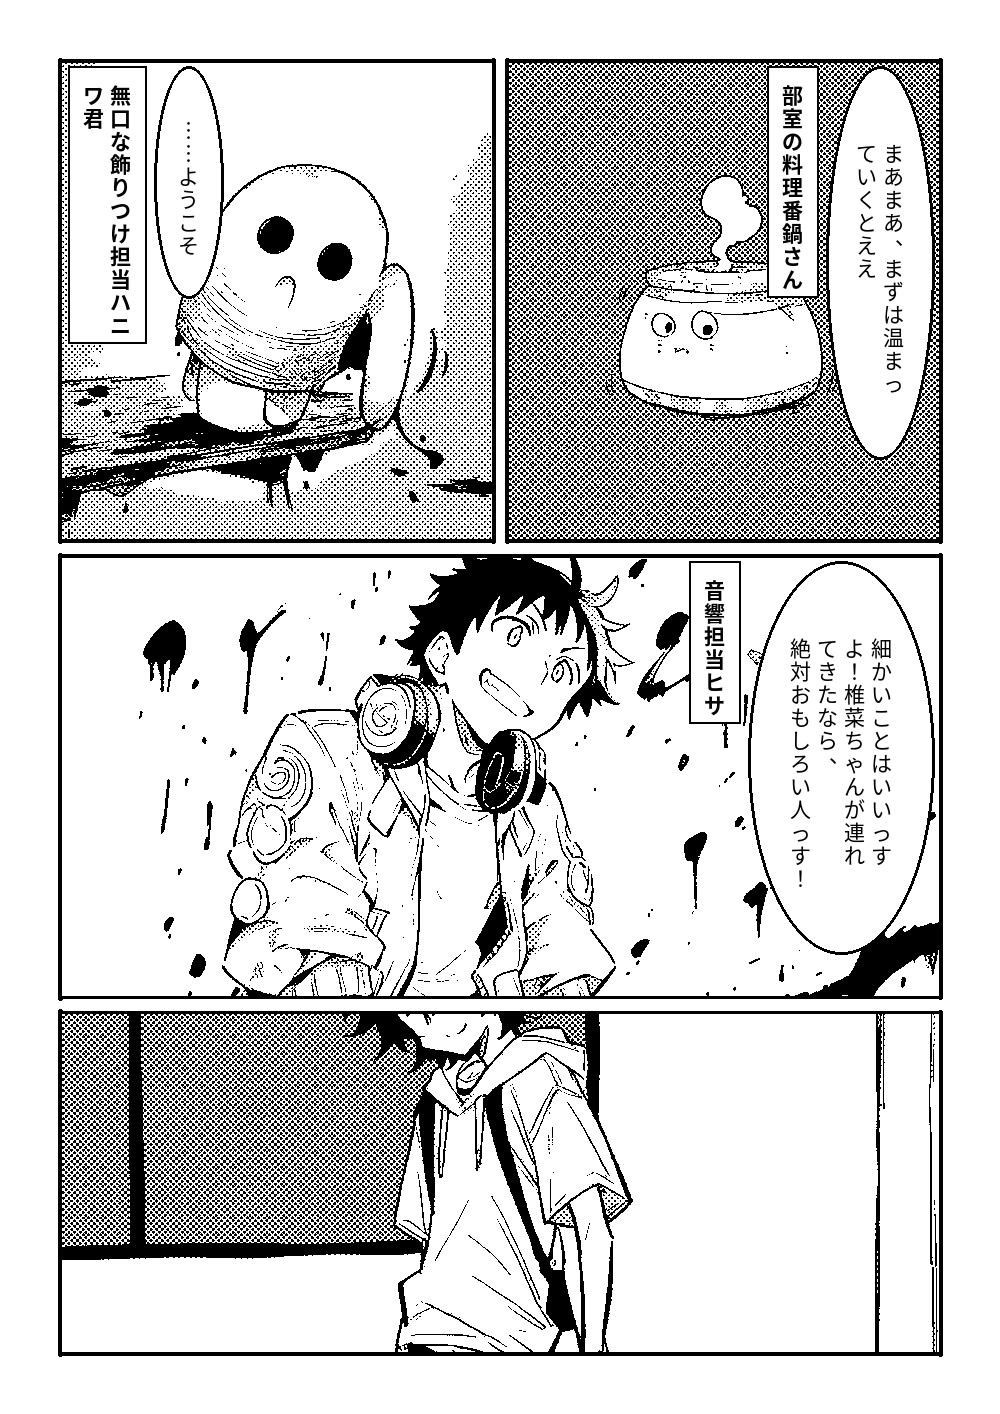 まあまあ、まずは温まっ
ていくとええ
部室の料理番鍋さん
……ようこそ
無口な飾りつけ担当ハニ
ワ君
細かいことはいいっす
よ！椎菜ちゃんが連れ
てきたなら、
絶対おもしろい人っす！
音響担当ヒサ